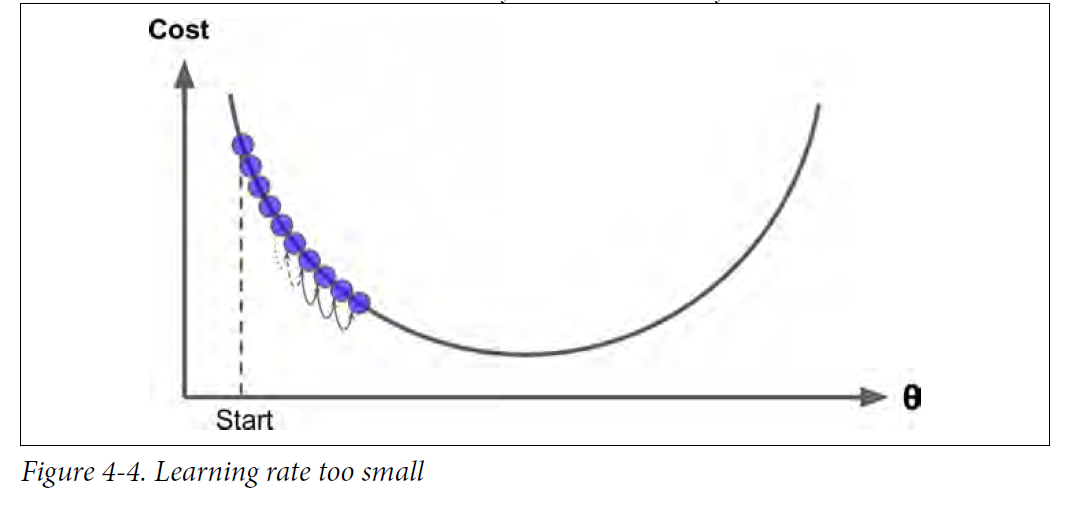 Cost
θ
Start
Figure 4-4. Learning rate too small